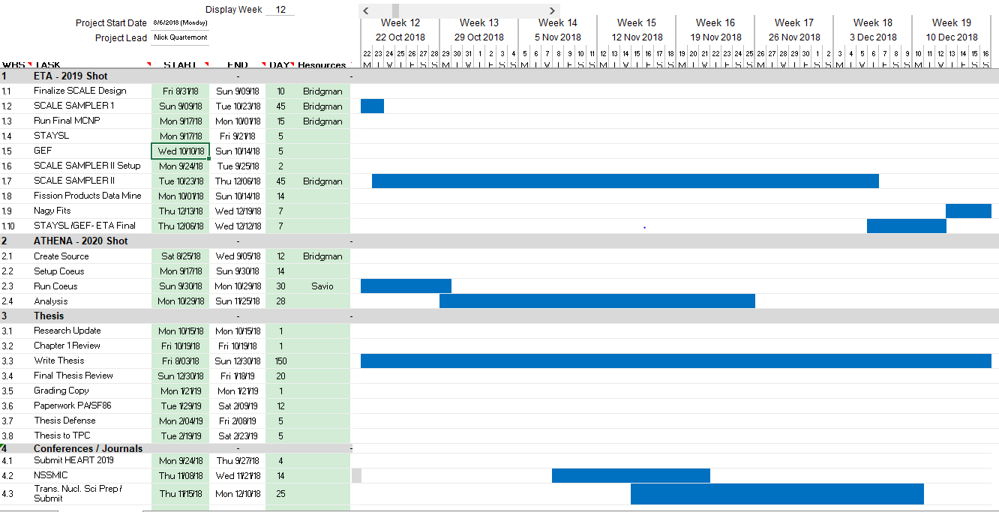 Display Week 12
Project Start Date 8/6/2018 (Monday)
Project Lead Nick Quartemont
Week 12 Week 13 Week 14 Week 15 Week 16 Week 17 Week 18 Week 19
22 Oct 2018 29 Oct 2018 5 Nov 2018 12 Nov 2018 19 Nov 2018 26 Nov 2018 3 Dec 2018 10 Dec 2018
22 23 24 25 26 27 28 29 30 31 1 2 3 4 5 6 7 8 9 10 11 12 13 14 15 16 17 18 19 20 21 22 23 24 25 26 27 28 29 30 1 2 3 4 5 6 7 8 9 10 11 12 13 14 15 16
WBS TASK START END DAYS Resources M T W T F S S M T W T F S S M T W T F S S M T W T F S S M T W T F S S M T W T F S S M T W T F S S M T W T F S S
1 ETA - 2019 Shot - -
1.1 Finalize SCALE Design Fri 8/31/18 Sun 9/09/18 10 Bridgman
1.2 SCALE SAMPLER 1 Sun 9/09/18 Tue 10/23/18 45 Bridgman
1.3 Run Final MCNP Mon 9/17/18 Mon 10/01/18 15 Bridgman
1.4 STAYSL Mon 9/17/18 Fri 9/21/18 5
1.5 GEF Wed 10/10/18 Sun 10/14/18 5
1.6 SCALE SAMPLER II Setup Mon 9/24/18 Tue 9/25/18 2
1.7 SCALE SAMPLER II Tue 10/23/18 Thu 12/06/18 45 Bridgman
1.8 Fission Products Data Mine Mon 10/01/18 Sun 10/14/18 14
1.9 Nagy Fits Thu 12/13/18 Wed 12/19/18 7
1.10 STAYSL/GEF- ETA Final Thu 12/06/18 Wed 12/12/18 7
2 ATHENA - 2020 Shot - -
2.1 Create Source Sat 8/25/18 Wed 9/05/18 12 Bridgman
2.2 Setup Coeus Mon 9/17/18 Sun 9/30/18 14
2.3 Run Coeus Sun 9/30/18 Mon 10/29/18 30 Savio
2.4 Analysis Mon 10/29/18 Sun 11/25/18 28
3 Thesis - -
3.1 Research Update Mon 10/15/18 Mon 10/15/18 1
3.2 Chapter 1 Review Fri 10/19/18 Fri 10/19/18 1
3.3 Write Thesis Fri 8/03/18 Sun 12/30/18 150
3.4 Final Thesis Review Sun 12/30/18 Fri 1/18/19 20
3.5 Grading Copy Mon 1/21/19 Mon 1/21/19 1
3.6 Paperwork PA/SF86 Tue 1/29/19 Sat 2/09/19 12
3.7 Thesis Defense Mon 2/04/19 Fri 2/08/19 5
3.8 Thesis to TPC Tue 2/19/19 Sat 2/23/19 5
4 Conferences / Journals - -
4.1 Submit HEART 2019 Mon 9/24/18 Thu 9/27/18 4
4.2 NSSMIC Thu 11/08/18 Wed 11/21/18 14
4.3 Trans. Nucl. Sci Prep/ Submit Thu 11/15/18 Mon 12/10/18 25